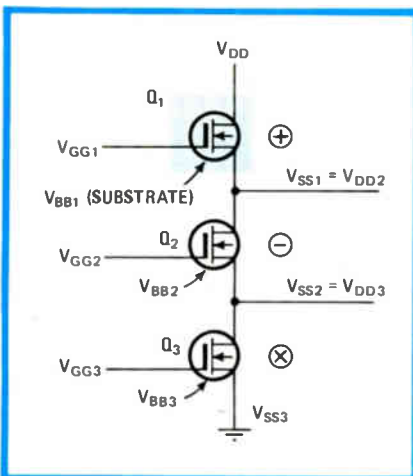 VDD
Q1
VGG1
⊕
VBB1 (SUBSTRATE)
VSS1 = VDD2
Q2
VGG2
⊖
VBB2
VSS2 = VDD3
Q3
VGG3
⊗
VBB3
VSS3